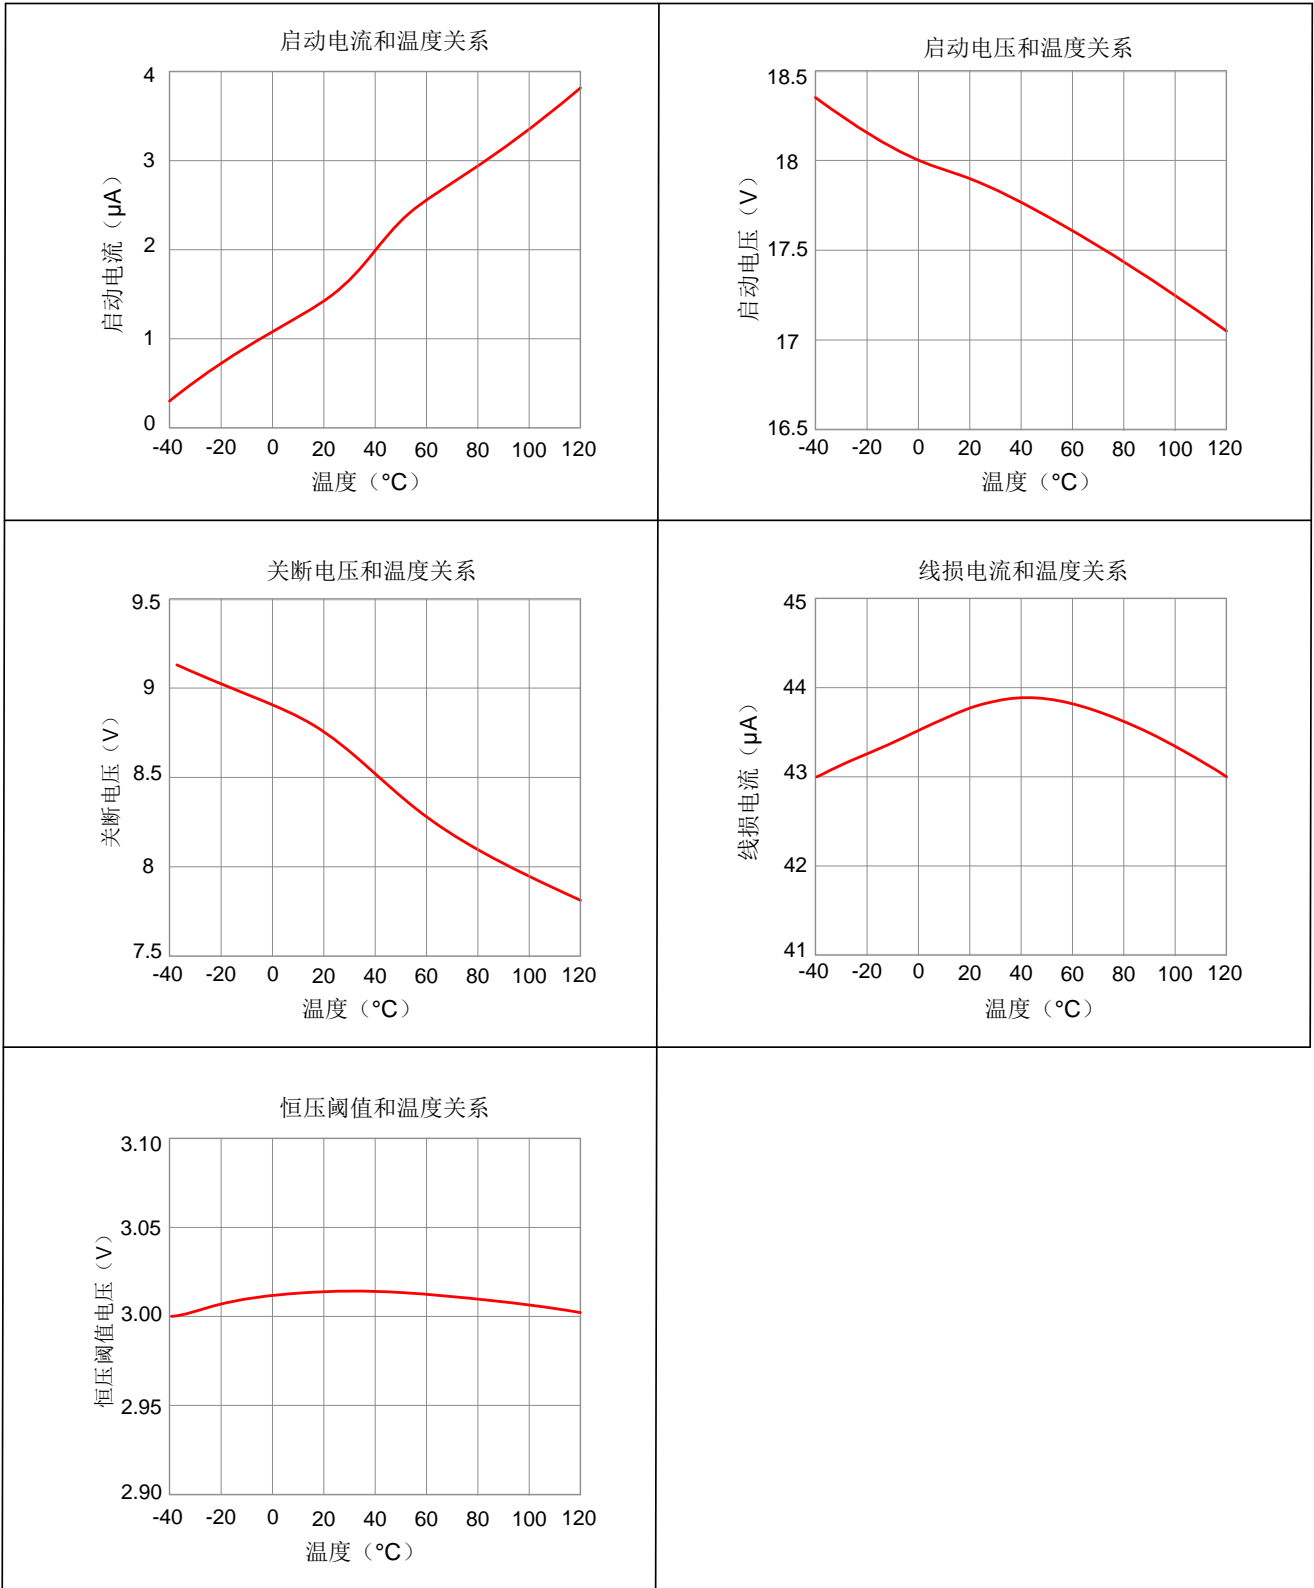 启动电流和温度关系
4
3
2
1
0
启动电流（μA）
-40 -20 0 20 40 60 80 100 120
温度（°C）
启动电压和温度关系
18.5
18
17.5
17
16.5
启动电压（V）
-40 -20 0 20 40 60 80 100 120
温度（°C）
关断电压和温度关系
9.5
9
8.5
8
7.5
关断电压（V）
-40 -20 0 20 40 60 80 100 120
温度（°C）
线损电流和温度关系
45
44
43
42
41
线损电流（μA）
-40 -20 0 20 40 60 80 100 120
温度（°C）
恒压阈值和温度关系
3.10
3.05
3.00
2.95
2.90
恒压阈值电压（V）
-40 -20 0 20 40 60 80 100 120
温度（°C）